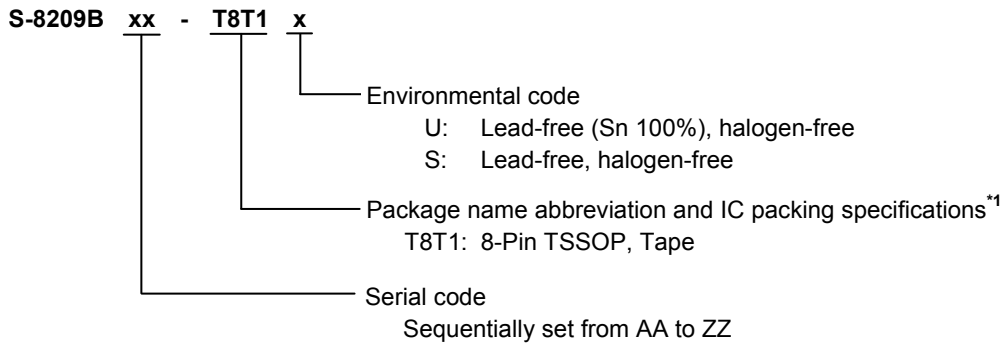 S-8209B xx - T8T1 x
Environmental code
U: Lead-free (Sn 100%), halogen-free
S: Lead-free, halogen-free
Package name abbreviation and IC packing specifications*1
T8T1: 8-Pin TSSOP, Tape
Serial code
Sequentially set from AA to ZZ